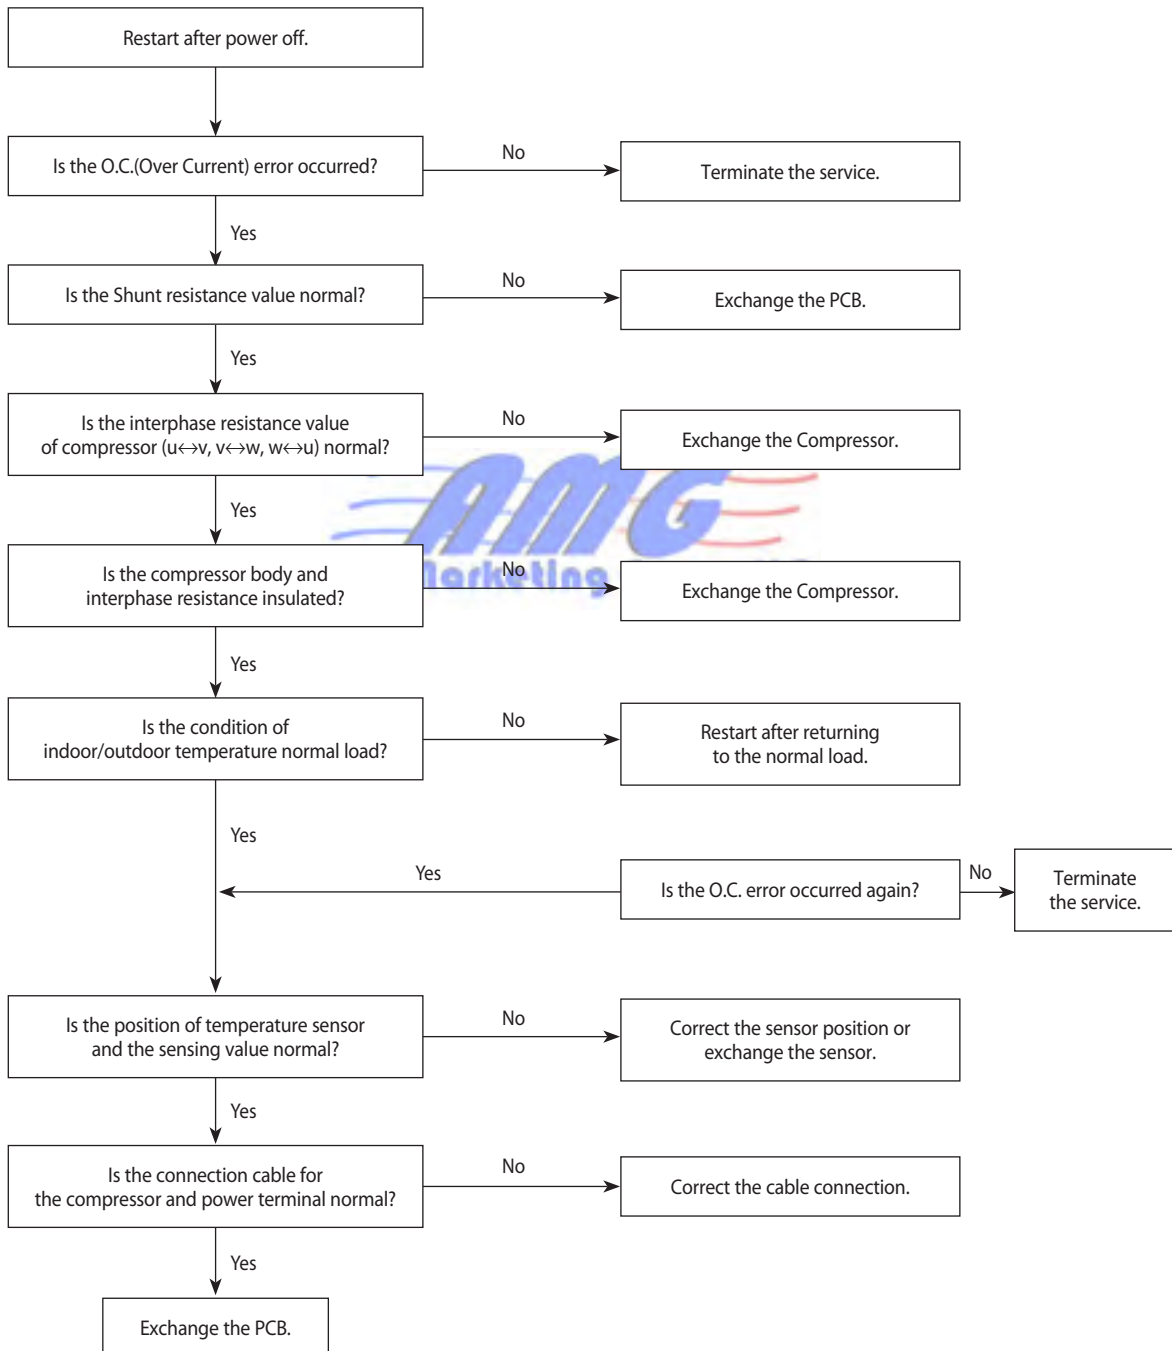 Restart after power off.
Is the O.C.(Over Current) error occurred?
No
Terminate the service.
Yes
Is the Shunt resistance value normal?
No
Exchange the PCB.
Yes
Is the interphase resistance value
of compressor (u↔v, v↔w, w↔u) normal?
No
Exchange the Compressor.
AMG
Marketing
Yes
Is the compressor body and
interphase resistance insulated?
No
Exchange the Compressor.
Yes
Is the condition of
indoor/outdoor temperature normal load?
No
Restart after returning
to the normal load.
Yes
Yes
Is the O.C. error occurred again?
No
Terminate
the service.
Is the position of temperature sensor
and the sensing value normal?
No
Correct the sensor position or
exchange the sensor.
Yes
Is the connection cable for
the compressor and power terminal normal?
No
Correct the cable connection.
Yes
Exchange the PCB.